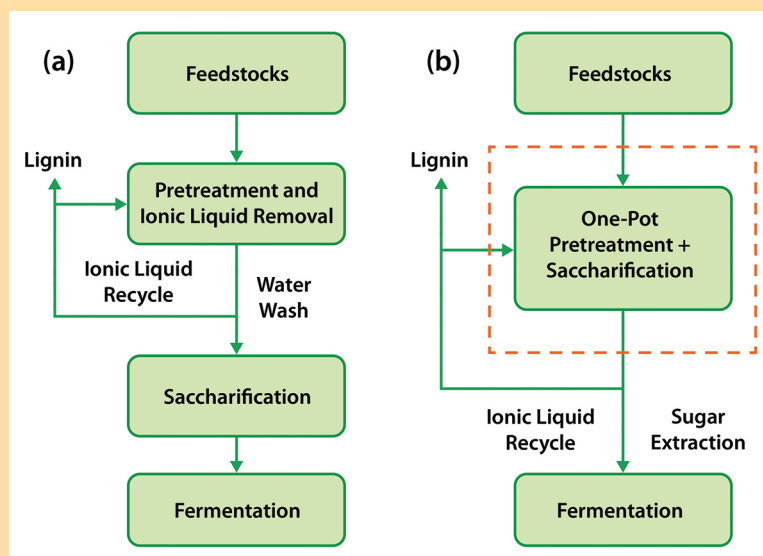 (a)
Feedstocks
Lignin
Pretreatment and
Ionic Liquid Removal
Ionic Liquid
Recycle
Water
Wash
Saccharification
Fermentation
(b)
Feedstocks
Lignin
One-Pot
Pretreatment +
Saccharification
Ionic Liquid
Recycle
Sugar
Extraction
Fermentation